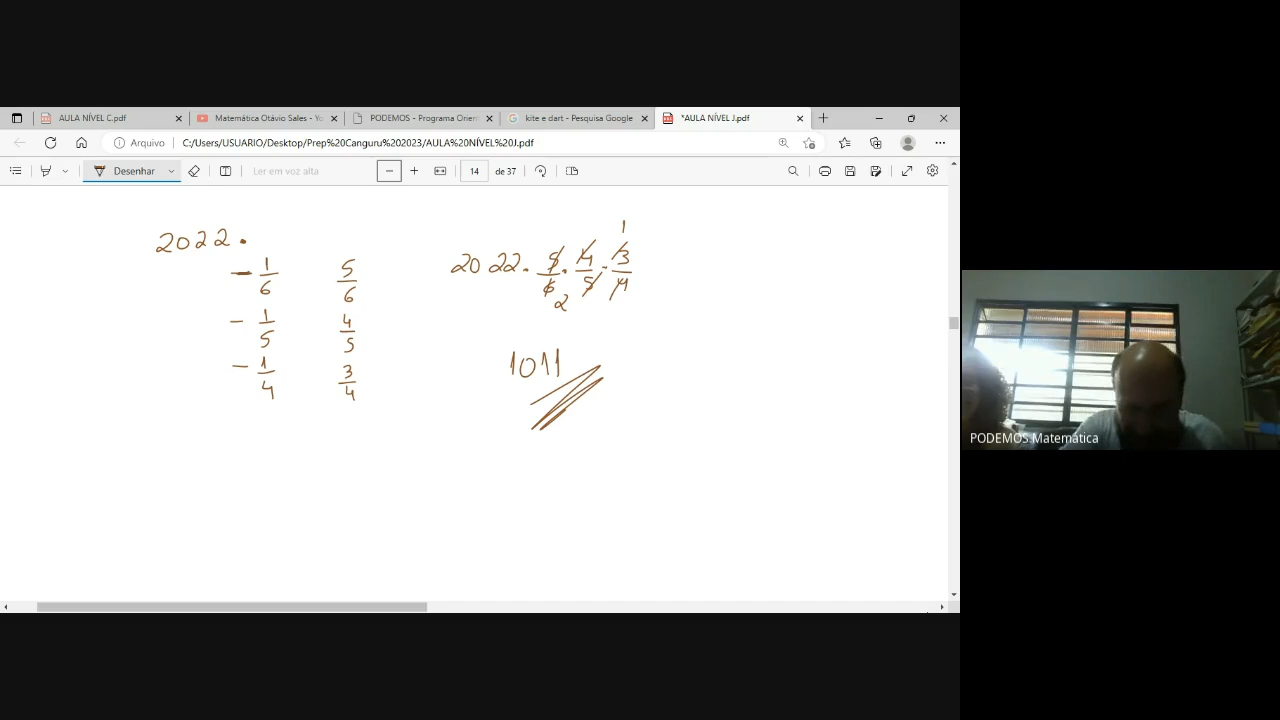 AULA NÍVEL C.pdf
Matemática Otávio Sales - Yo
PODEMOS - Programa Orien
kite e dart - Pesquisa Google
*AULA NÍVEL J.pdf
Arquivo C:/Users/USUARIO/Desktop/Prep%20Canguru%202023/AULA%20NÍVEL%20J.pdf
Desenhar Ler em voz alta 14 de 37
2022 ·
- 1/6 5/6
- 1/5 4/5
- 1/4 3/4
1
2022 · 5/6 · 4/5 · 3/4
2
1011
PODEMOS Matemática